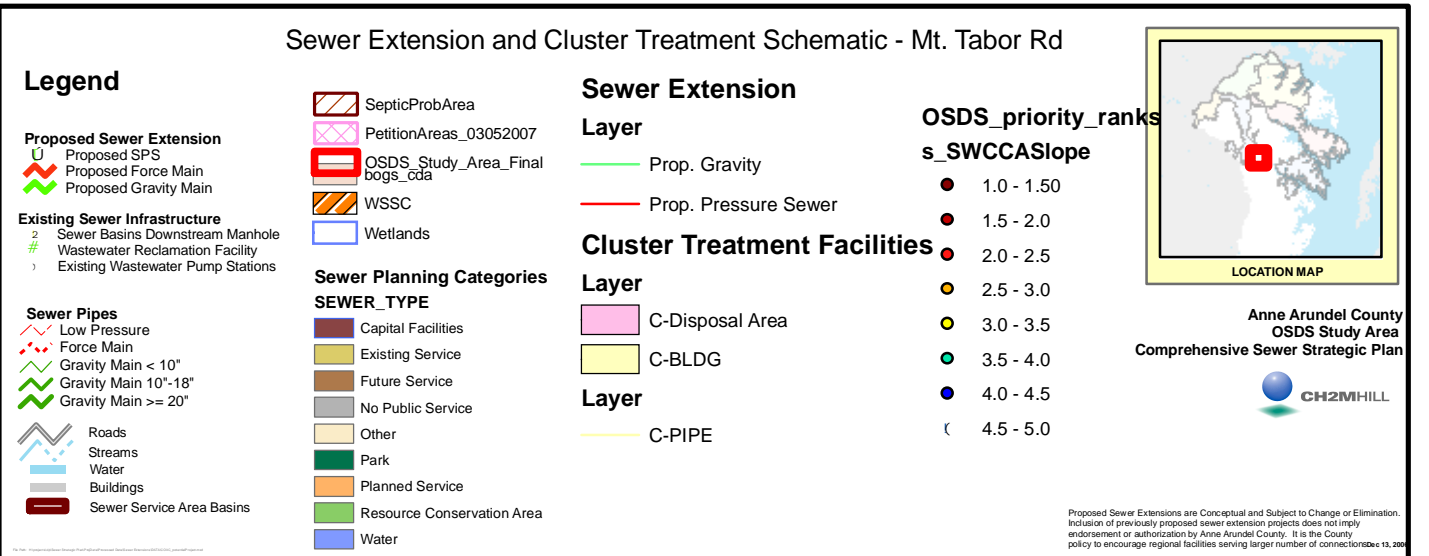 Sewer Extension and Cluster Treatment Schematic - Mt. Tabor Rd
Legend
Proposed Sewer Extension
Ú Proposed SPS
Proposed Force Main
Proposed Gravity Main
Existing Sewer Infrastructure
2 Sewer Basins Downstream Manhole
# Wastewater Reclamation Facility
) Existing Wastewater Pump Stations
Sewer Pipes
Low Pressure
Force Main
Gravity Main < 10"
Gravity Main 10"-18"
Gravity Main >= 20"
Roads
Streams
Water
Buildings
Sewer Service Area Basins
SepticProbArea
PetitionAreas_03052007
OSDS_Study_Area_Final
bogs_cda
WSSC
Wetlands
Sewer Planning Categories
SEWER_TYPE
Capital Facilities
Existing Service
Future Service
No Public Service
Other
Park
Planned Service
Resource Conservation Area
Water
Sewer Extension
Layer
Prop. Gravity
Prop. Pressure Sewer
Cluster Treatment Facilities
Layer
C-Disposal Area
C-BLDG
Layer
C-PIPE
OSDS_priority_ranks
s_SWCCASlope
1.0 - 1.50
1.5 - 2.0
2.0 - 2.5
2.5 - 3.0
3.0 - 3.5
3.5 - 4.0
4.0 - 4.5
( 4.5 - 5.0
LOCATION MAP
Anne Arundel County
OSDS Study Area
Comprehensive Sewer Strategic Plan
CH2MHILL
Proposed Sewer Extensions are Conceptual and Subject to Change or Elimination.
Inclusion of previously proposed sewer extension projects does not imply
endorsement or authorization by Anne Arundel County. It is the County
policy to encourage regional facilities serving larger number of connections
Dec 13,